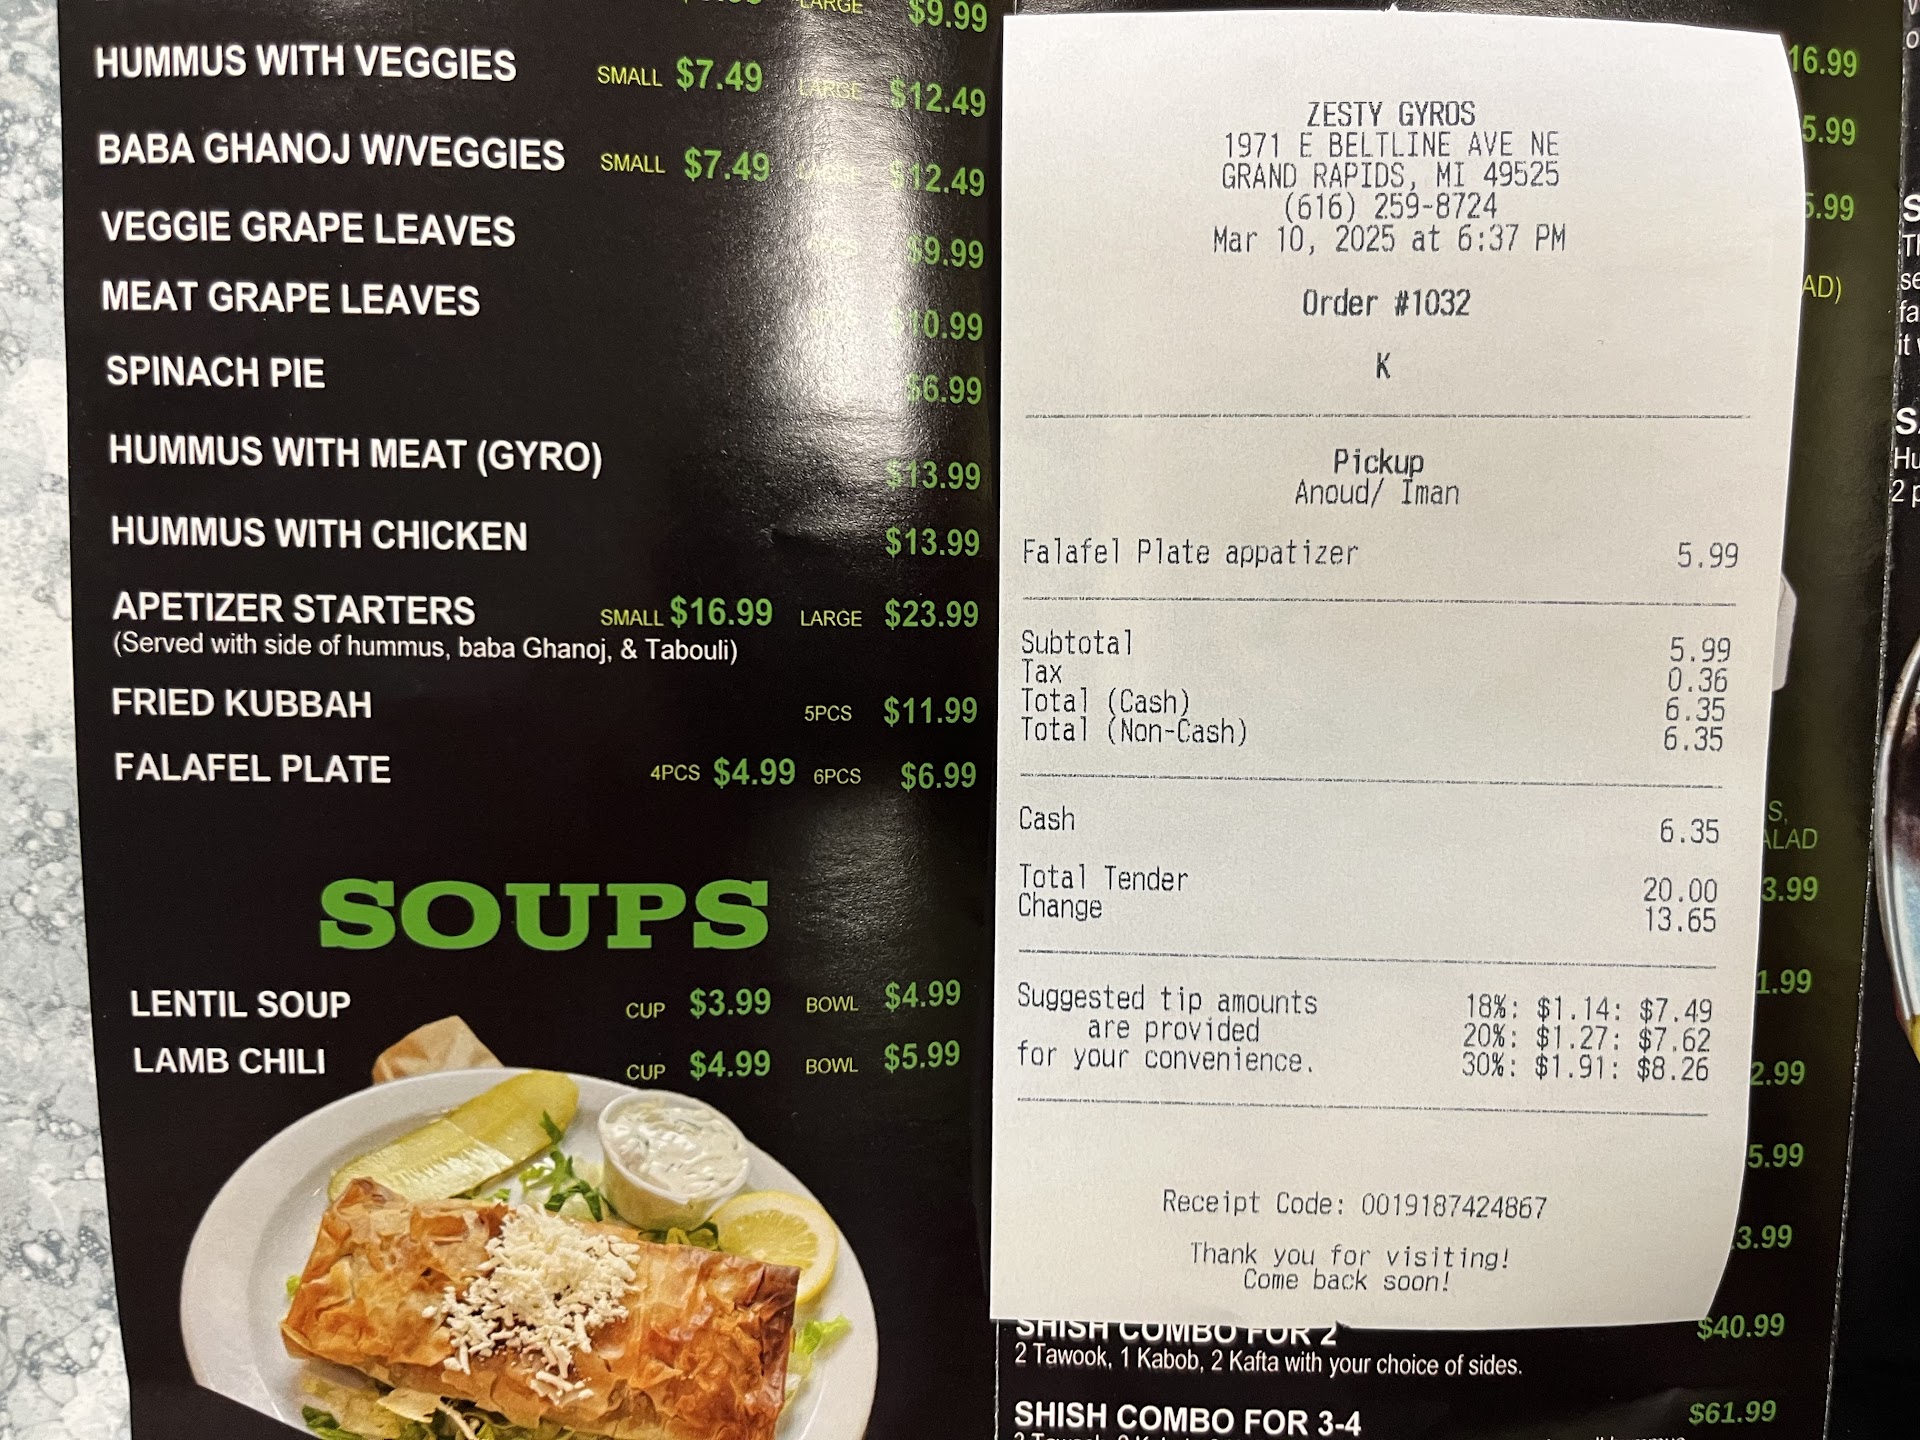 LARGE $9.99
HUMMUS WITH VEGGIES SMALL $7.49 LARGE $12.49
BABA GHANOJ W/VEGGIES SMALL $7.49 LARGE $12.49
VEGGIE GRAPE LEAVES $9.99
MEAT GRAPE LEAVES $10.99
SPINACH PIE $6.99
HUMMUS WITH MEAT (GYRO) $13.99
HUMMUS WITH CHICKEN $13.99
APETIZER STARTERS SMALL $16.99 LARGE $23.99
(Served with side of hummus, baba Ghanoj, & Tabouli)
FRIED KUBBAH 5PCS $11.99
FALAFEL PLATE 4PCS $4.99 6PCS $6.99
SOUPS
LENTIL SOUP CUP $3.99 BOWL $4.99
LAMB CHILI CUP $4.99 BOWL $5.99
ZESTY GYROS
1971 E BELTLINE AVE NE
GRAND RAPIDS, MI 49525
(616) 259-8724
Mar 10, 2025 at 6:37 PM
Order #1032
K
Pickup
Anoud/ Iman
Falafel Plate appatizer 5.99
Subtotal 5.99
Tax 0.36
Total (Cash) 6.35
Total (Non-Cash) 6.35
Cash 6.35
Total Tender 20.00
Change 13.65
Suggested tip amounts 18%: $1.14: $7.49
are provided 20%: $1.27: $7.62
for your convenience. 30%: $1.91: $8.26
Receipt Code: 0019187424867
Thank you for visiting!
Come back soon!
16.99
5.99
5.99
AD)
S,
ALAD
3.99
1.99
2.99
5.99
3.99
SHISH COMBO FOR 2 $40.99
2 Tawook, 1 Kabob, 2 Kafta with your choice of sides.
SHISH COMBO FOR 3-4 $61.99